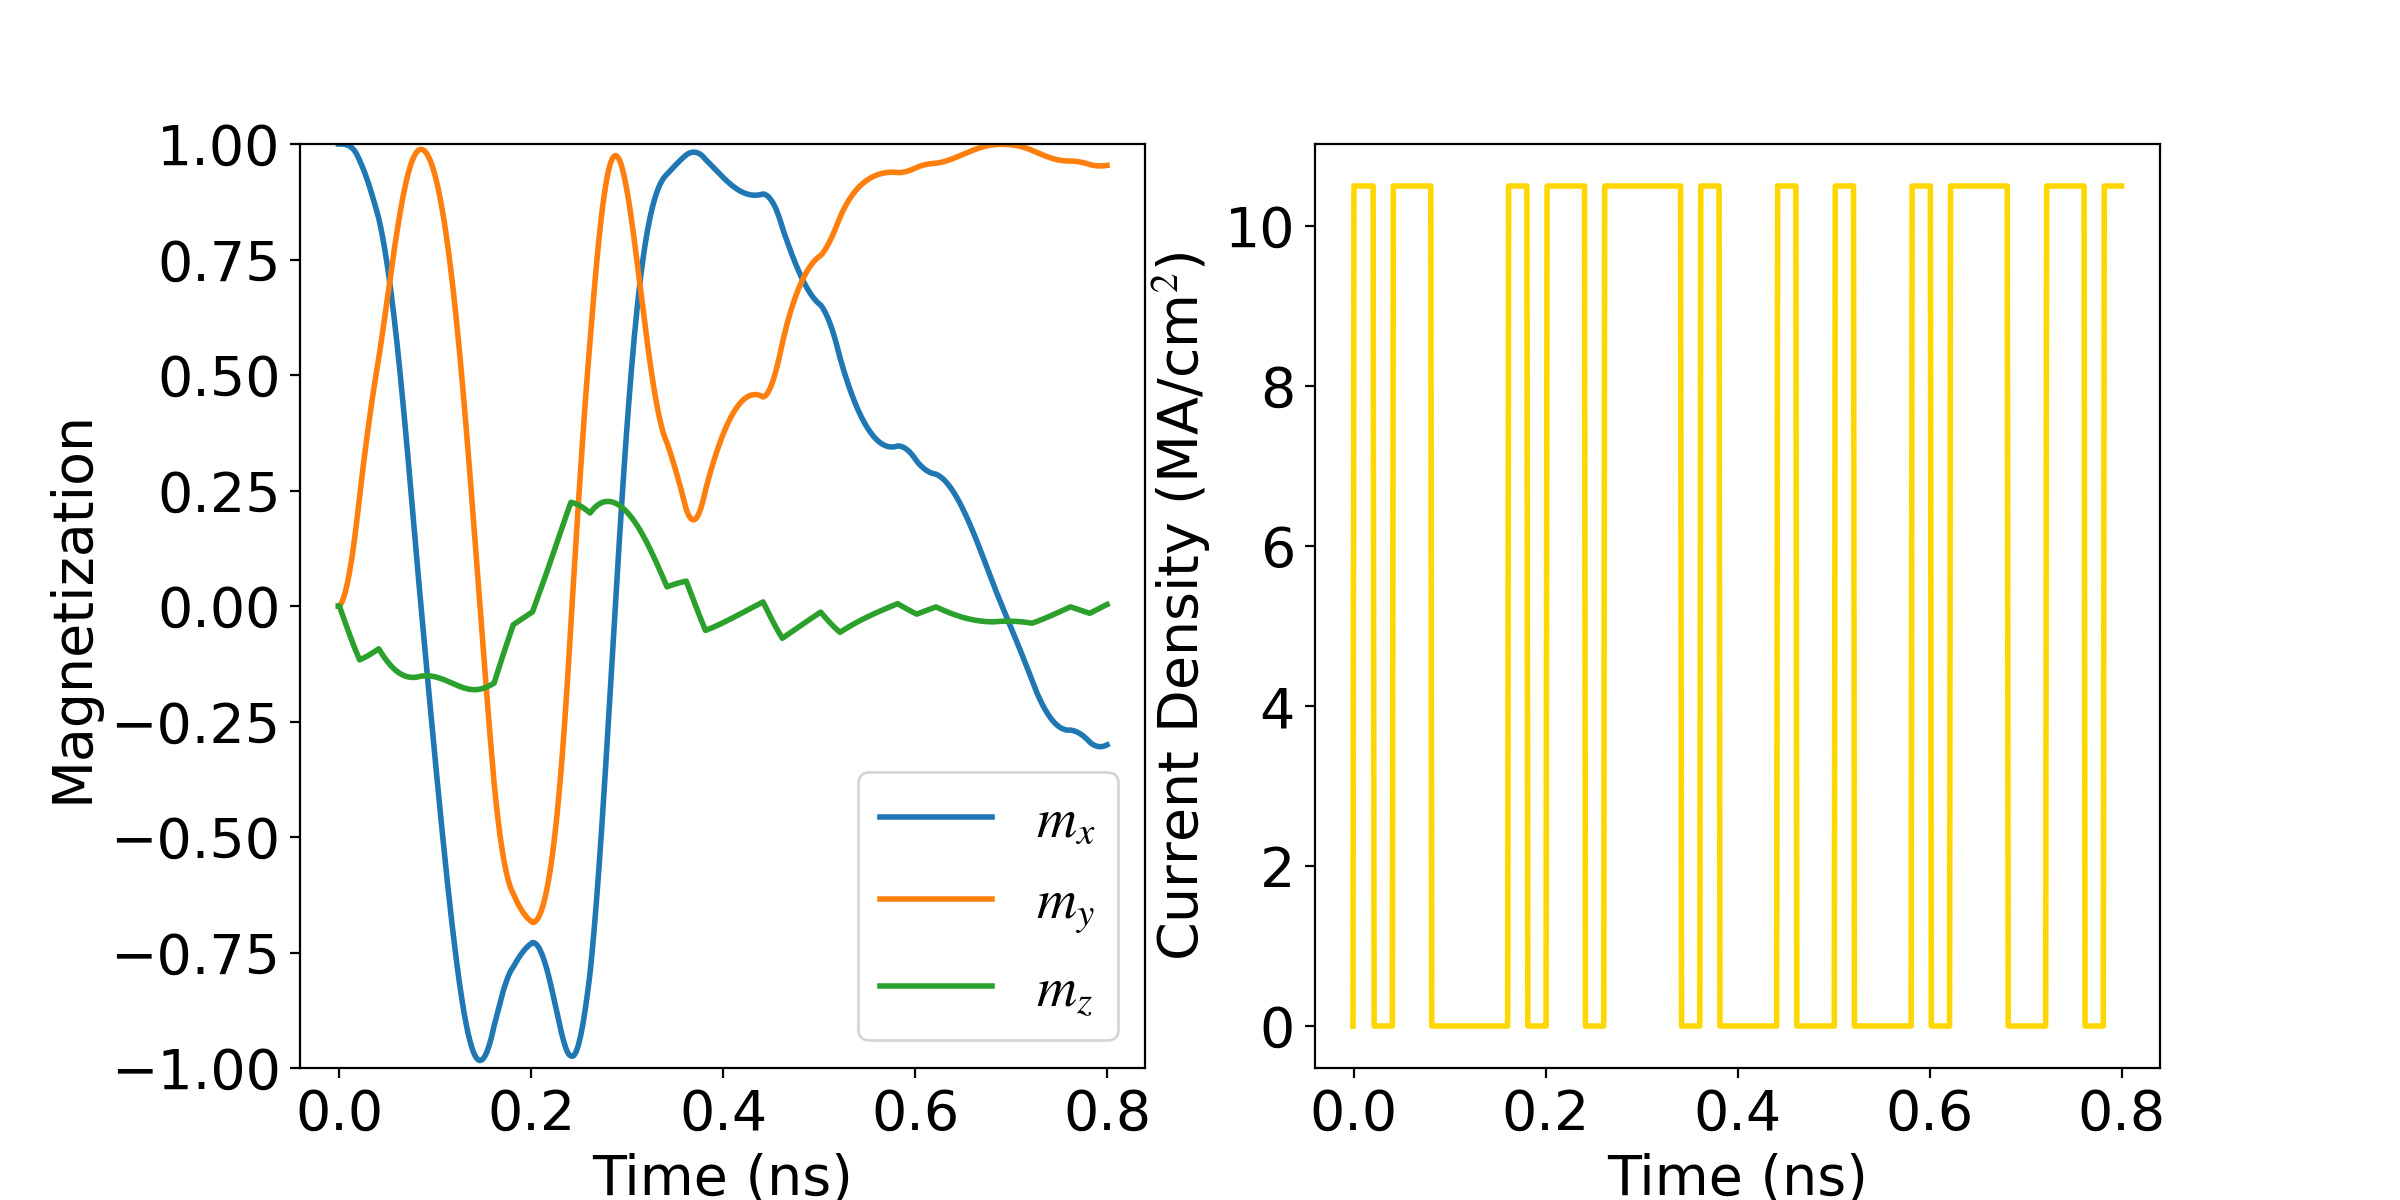 1.00
0.75
0.50
0.25
0.00
−0.25
−0.50
−0.75
−1.00
Magnetization
0.0 0.2 0.4 0.6 0.8
Time (ns)
m_x
m_y
m_z
10
8
6
4
2
0
Current Density (MA/cm²)
0.0 0.2 0.4 0.6 0.8
Time (ns)